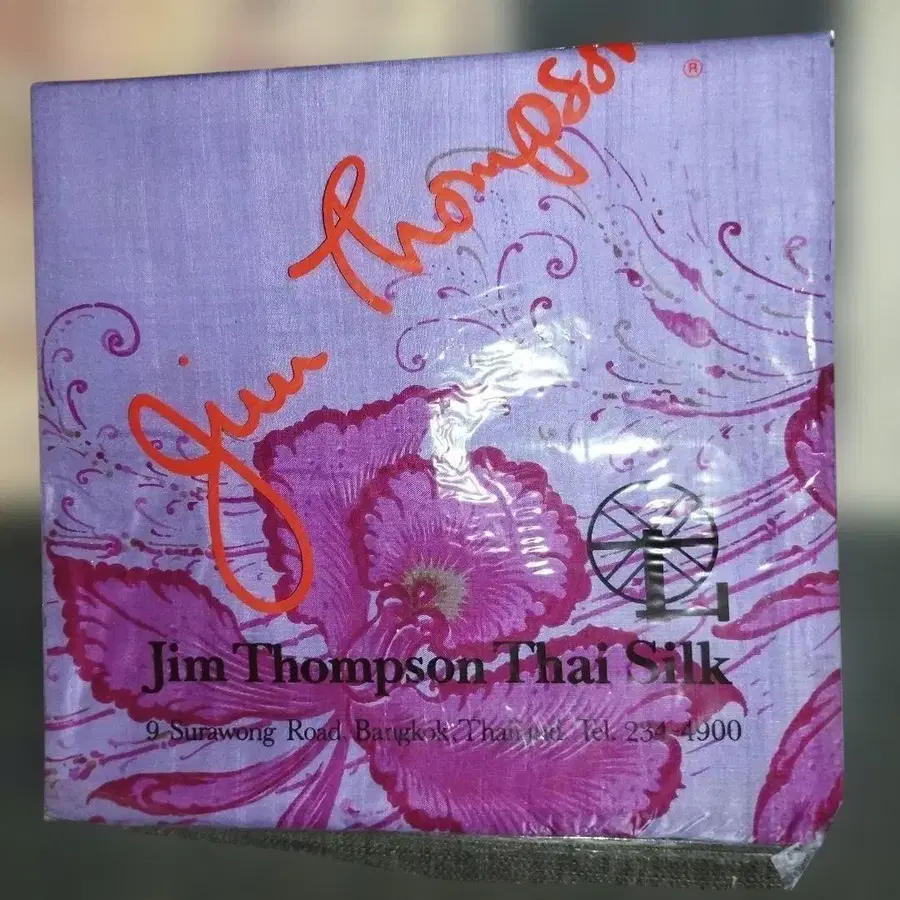 Jim Thompson ®
Jim Thompson Thai Silk
9 Surawong Road, Bangkok, Thailand. Tel. 234-4900